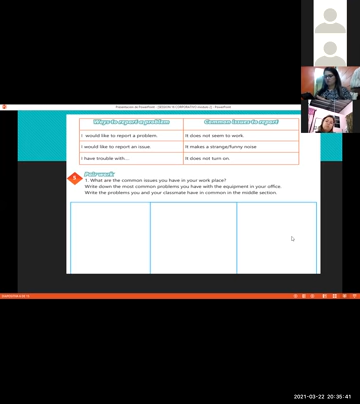 Ways to report a problem
Common issues to report
I would like to report a problem.
It does not seem to work
I would like to report an issue.
It makes a strange/funny noise
I have trouble with...
It does not turn on.
3
Pair work
1. What are the common issues you have in your work place?
Write down the most common problems you have with the equipment in your office.
Write the problems you and your classmate have in common in the middle section.
2021-03-22 20:35:41